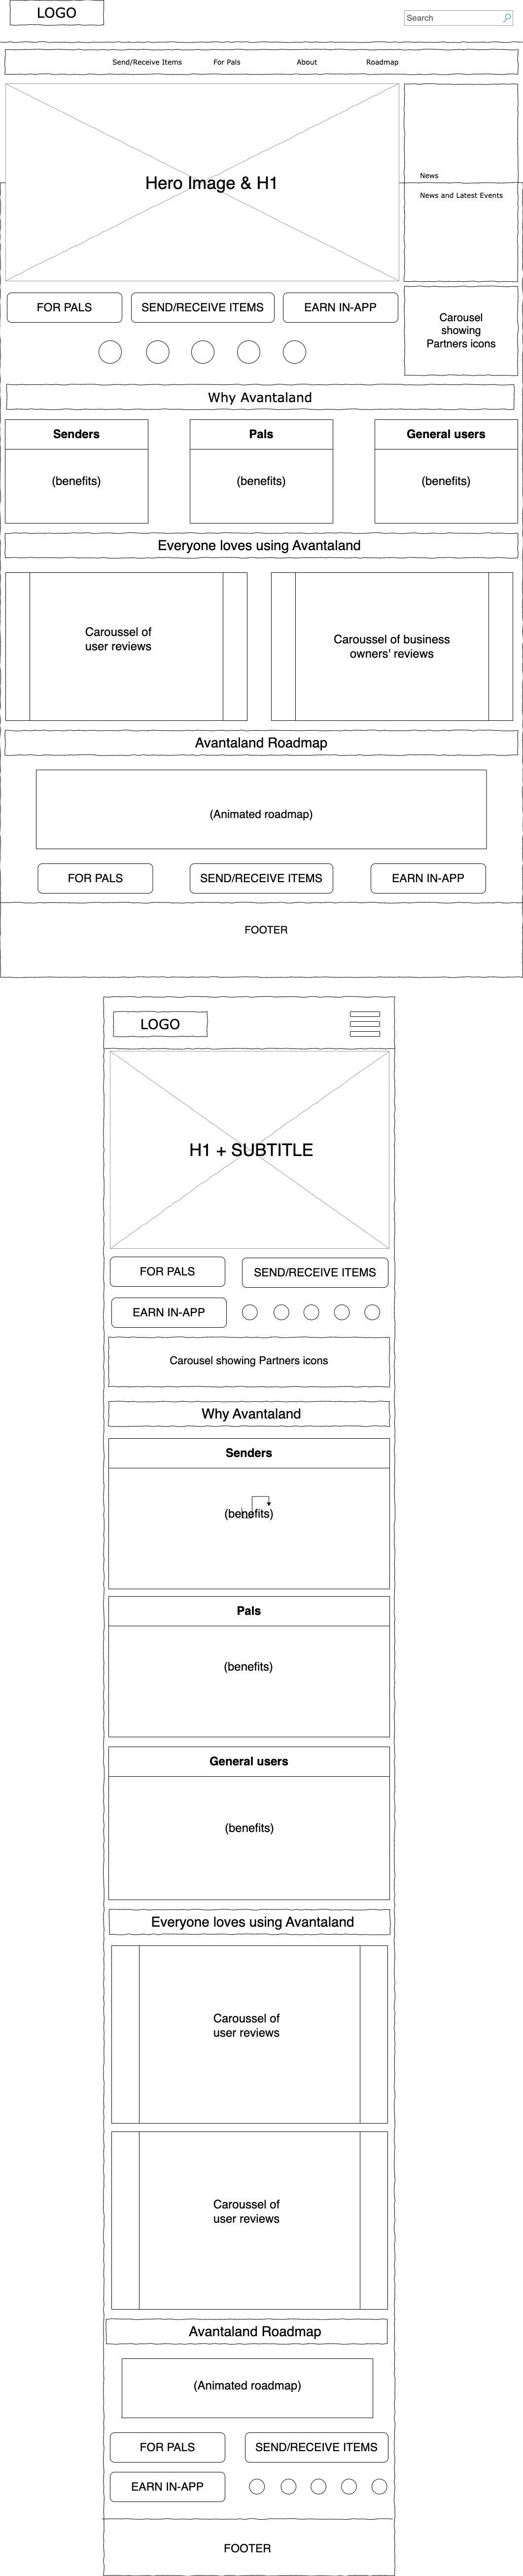 LOGO
Search
Send/Receive Items
For Pals
About
Roadmap
Hero Image & H1
News
News and Latest Events
FOR PALS
SEND/RECEIVE ITEMS
EARN IN-APP
Carousel
showing
Partners icons
Why Avantaland
Senders
Pals
General users
(benefits)
(benefits)
(benefits)
Everyone loves using Avantaland
Caroussel of
user reviews
Caroussel of business
owners' reviews
Avantaland Roadmap
(Animated roadmap)
FOR PALS
SEND/RECEIVE ITEMS
EARN IN-APP
FOOTER
LOGO
H1 + SUBTITLE
FOR PALS
SEND/RECEIVE ITEMS
EARN IN-APP
Carousel showing Partners icons
Why Avantaland
Senders
(benefits)
Pals
(benefits)
General users
(benefits)
Everyone loves using Avantaland
Caroussel of
user reviews
Caroussel of
user reviews
Avantaland Roadmap
(Animated roadmap)
FOR PALS
SEND/RECEIVE ITEMS
EARN IN-APP
FOOTER